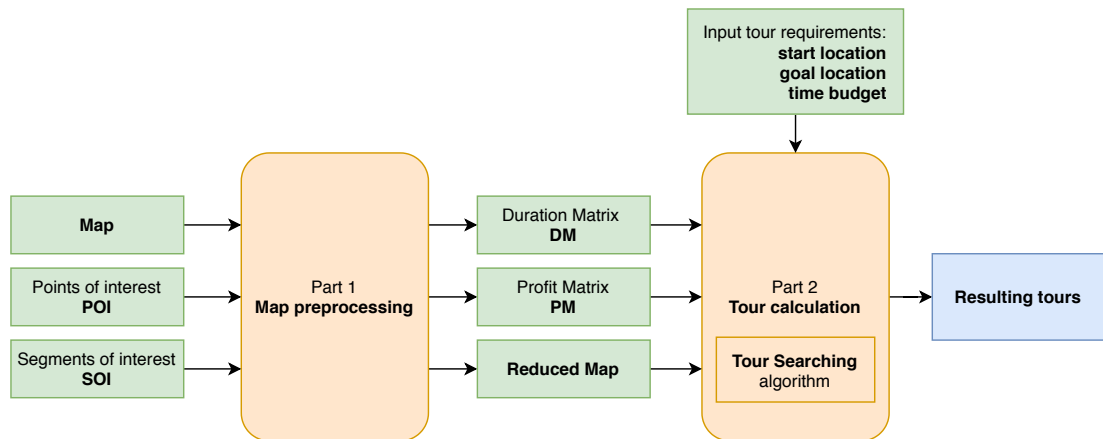 Input tour requirements:
start location
goal location
time budget
Map
Points of interest
POI
Segments of interest
SOI
Part 1
Map preprocessing
Duration Matrix
DM
Profit Matrix
PM
Reduced Map
Part 2
Tour calculation
Tour Searching
algorithm
Resulting tours